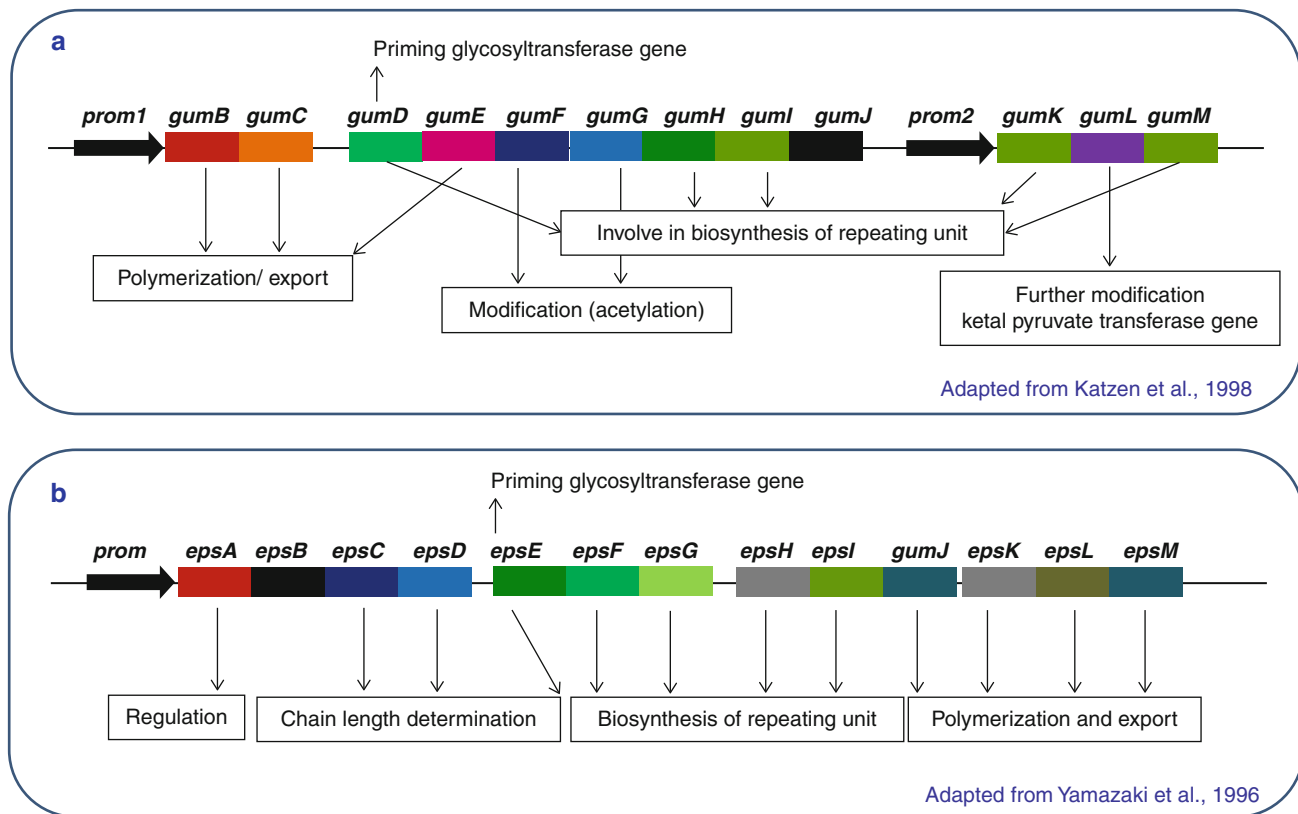 a
Priming glycosyltransferase gene
prom1 gumB gumC gumD gumE gumF gumG gumH gumI gumJ prom2 gumK gumL gumM
Involve in biosynthesis of repeating unit
Polymerization/ export
Modification (acetylation)
Further modification
ketal pyruvate transferase gene
Adapted from Katzen et al., 1998
b
Priming glycosyltransferase gene
prom epsA epsB epsC epsD epsE epsF epsG epsH epsI gumJ epsK epsL epsM
Regulation
Chain length determination
Biosynthesis of repeating unit
Polymerization and export
Adapted from Yamazaki et al., 1996